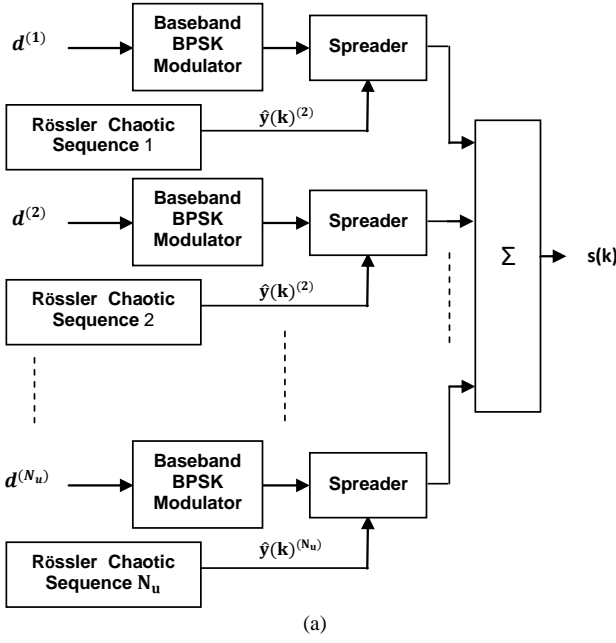 d^(1)
Baseband
BPSK
Modulator
Spreader
Rössler Chaotic
Sequence 1
ŷ(k)^(2)
d^(2)
Baseband
BPSK
Modulator
Spreader
Σ
s(k)
Rössler Chaotic
Sequence 2
ŷ(k)^(2)
d^(N_u)
Baseband
BPSK
Modulator
Spreader
Rössler Chaotic
Sequence N_u
ŷ(k)^(N_u)
(a)